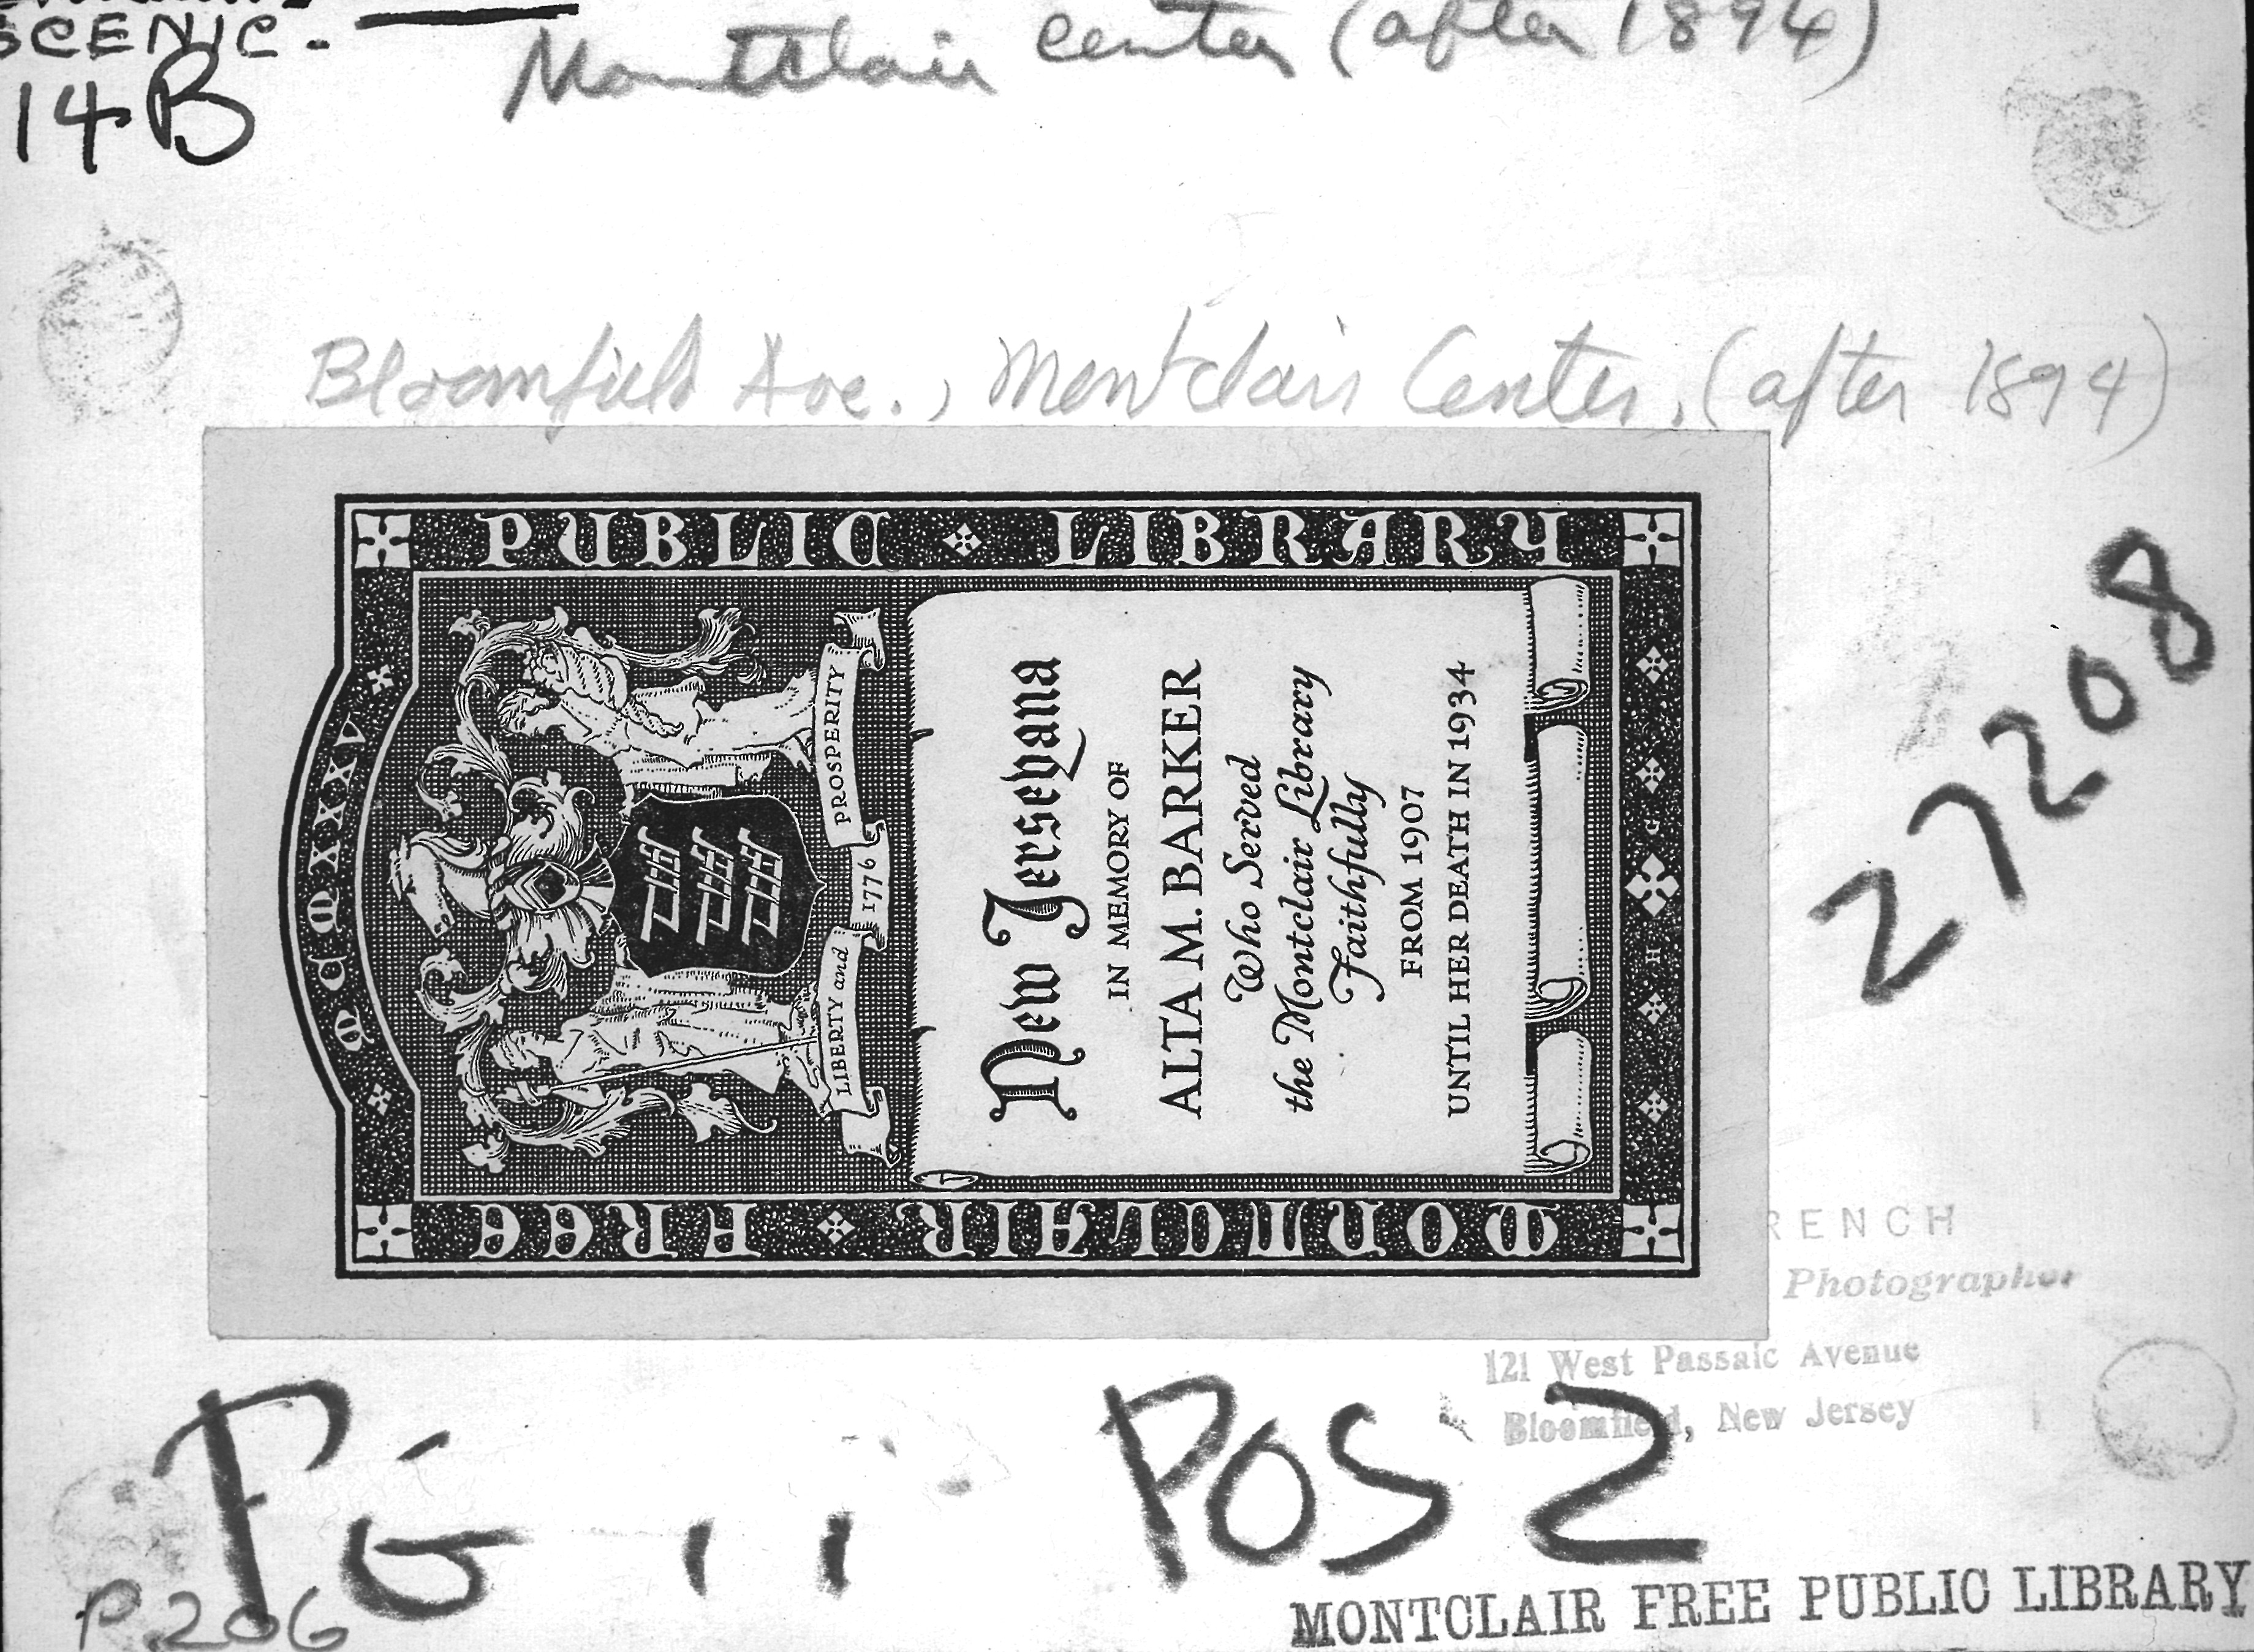 SCENIC. —
14B
Montclair Center (after 1894)
Bloomfield Ave., Montclair Center, (after 1894)
MONTCLAIR FREE
MCMXXXV
PUBLIC LIBRARY
LIBERTY and 1776 PROSPERITY
New Jerseyana
IN MEMORY OF
ALTA M. BARKER
Who Served
the Montclair Library
Faithfully
FROM 1907
UNTIL HER DEATH IN 1934
H G
27208
RENCH
Photographer
121 West Passaic Avenue
Bloomfield, New Jersey
PG 11 POS 2
P. 206
MONTCLAIR FREE PUBLIC LIBRARY